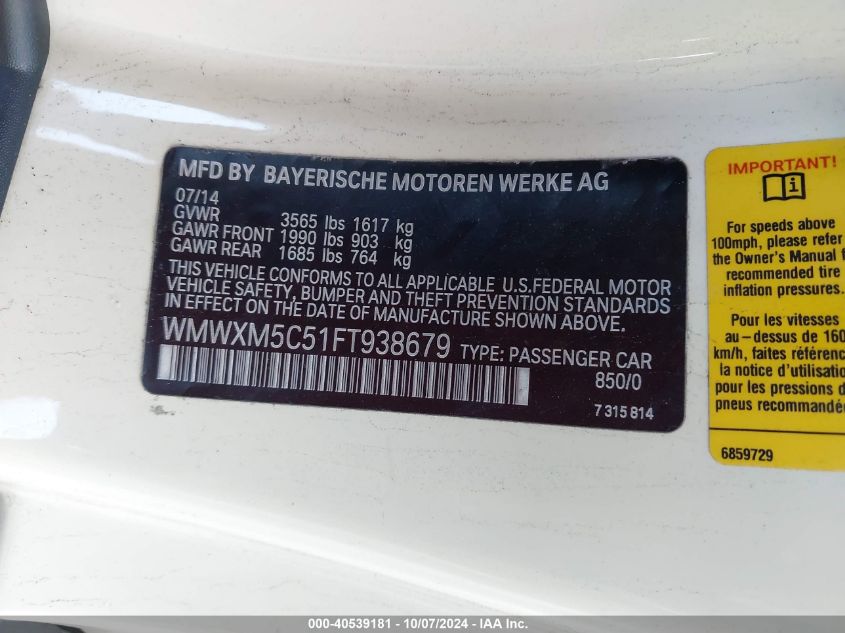 MFD BY BAYERISCHE MOTOREN WERKE AG
07/14
GVWR 3565 lbs 1617 kg
GAWR FRONT 1990 lbs 903 kg
GAWR REAR 1685 lbs 764 kg
THIS VEHICLE CONFORMS TO ALL APPLICABLE U.S.FEDERAL MOTOR
VEHICLE SAFETY, BUMPER AND THEFT PREVENTION STANDARDS
IN EFFECT ON THE DATE OF MANUFACTURE SHOWN ABOVE.
WMWXM5C51FT938679 TYPE: PASSENGER CAR
850/0
7 315 814
IMPORTANT!
i
For speeds above
100mph, please refer
the Owner's Manual
recommended tire
inflation pressures.
Pour les vitesses
au-dessus de 160
km/h, faites
la notice
pour les pressions
pneus
6859729
000-40539181 - 10/07/2024 - IAA Inc.